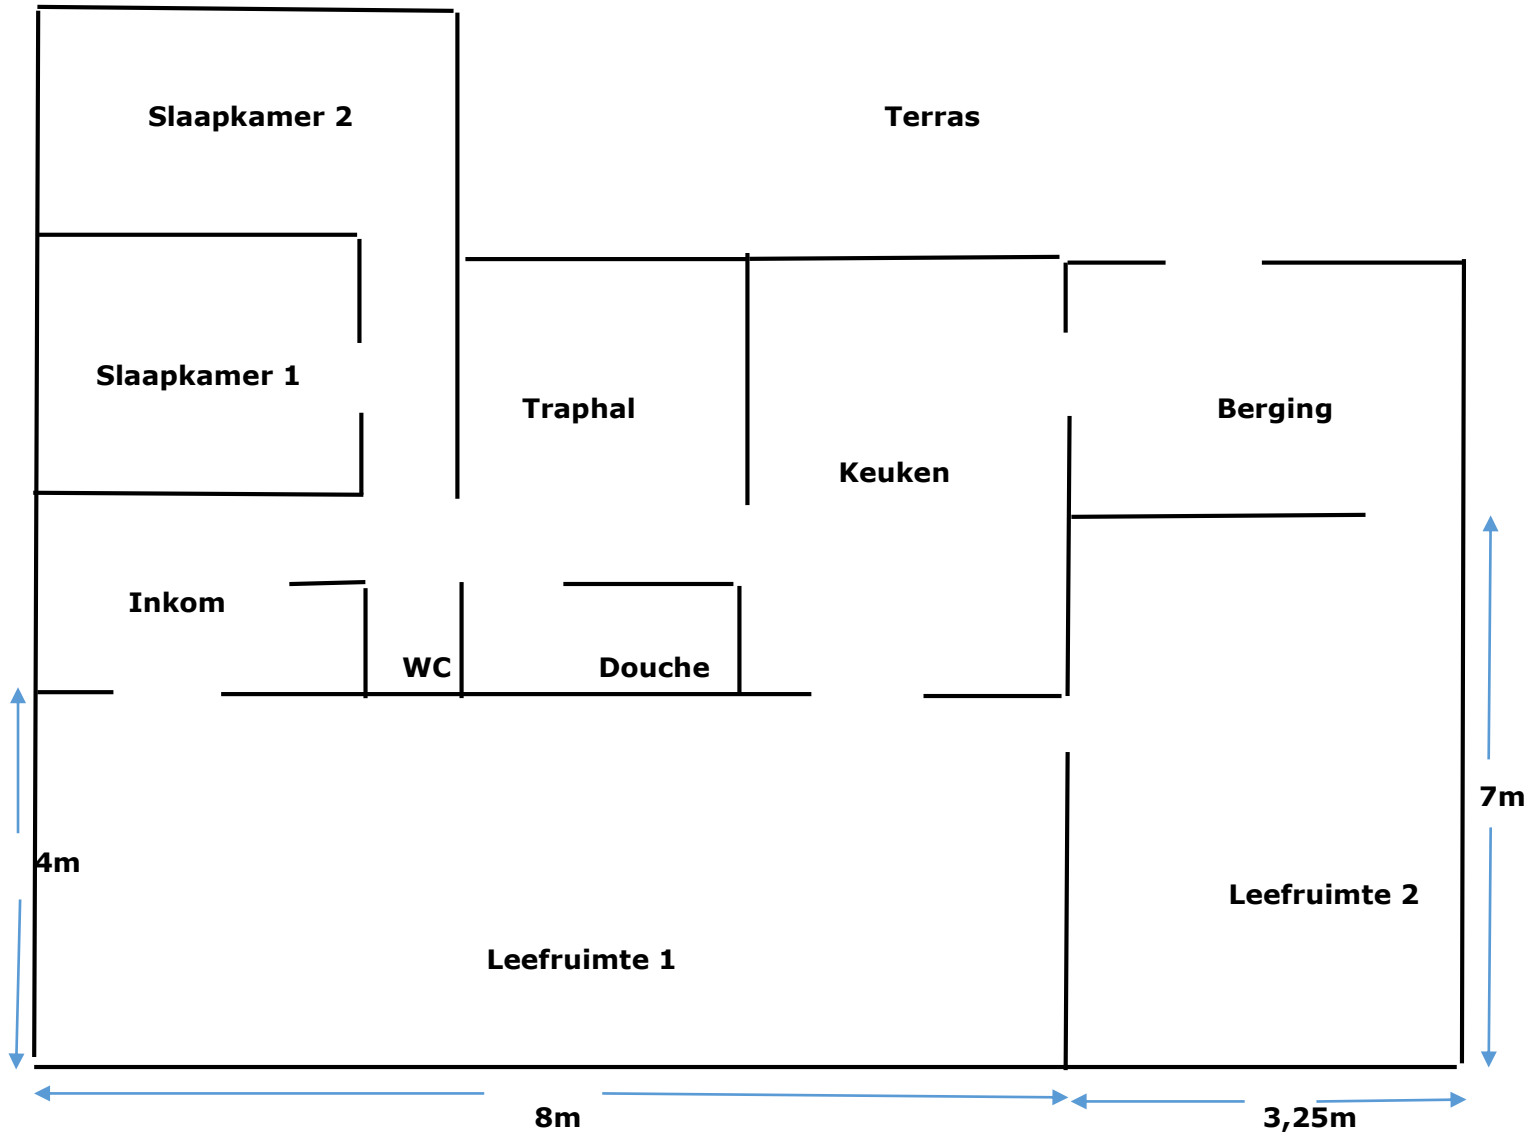 Slaapkamer 2
Terras
Slaapkamer 1
Traphal
Berging
Keuken
Inkom
WC
Douche
7m
4m
Leefruimte 2
Leefruimte 1
8m
3,25m